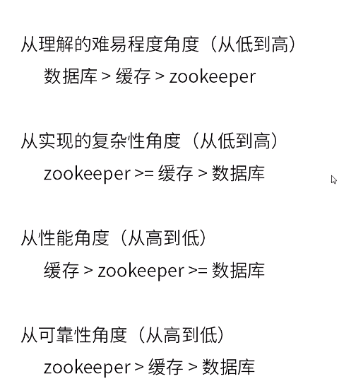 从理解的难易程度角度（从低到高）
数据库 > 缓存 > zookeeper
从实现的复杂性角度（从低到高）
zookeeper >= 缓存 > 数据库
从性能角度（从高到低）
缓存 > zookeeper >= 数据库
从可靠性角度（从高到低）
zookeeper > 缓存 > 数据库